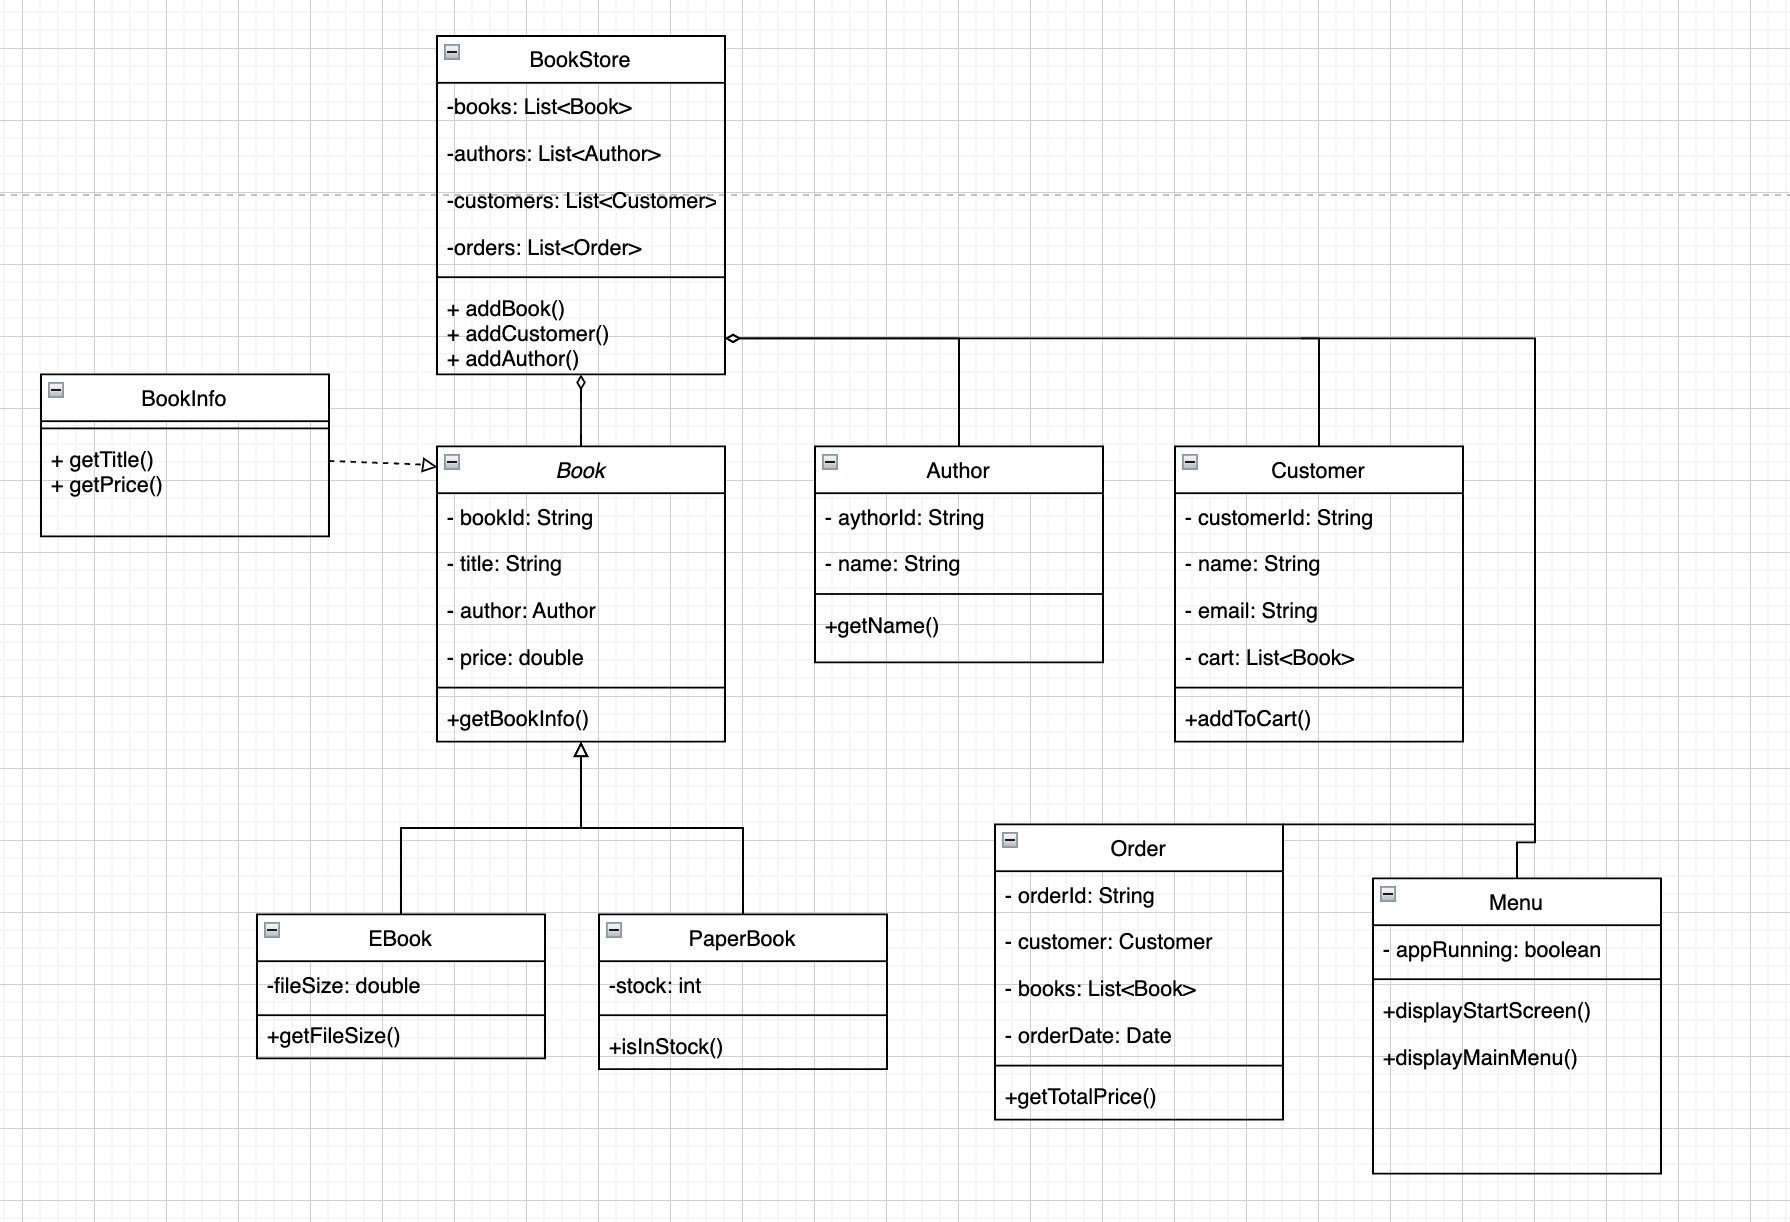 BookStore
-books: List<Book>
-authors: List<Author>
-customers: List<Customer>
-orders: List<Order>
+ addBook()
+ addCustomer()
+ addAuthor()
BookInfo
+ getTitle()
+ getPrice()
Book
- bookId: String
- title: String
- author: Author
- price: double
+getBookInfo()
Author
- aythorId: String
- name: String
+getName()
Customer
- customerId: String
- name: String
- email: String
- cart: List<Book>
+addToCart()
EBook
-fileSize: double
+getFileSize()
PaperBook
-stock: int
+isInStock()
Order
- orderId: String
- customer: Customer
- books: List<Book>
- orderDate: Date
+getTotalPrice()
Menu
- appRunning: boolean
+displayStartScreen()
+displayMainMenu()